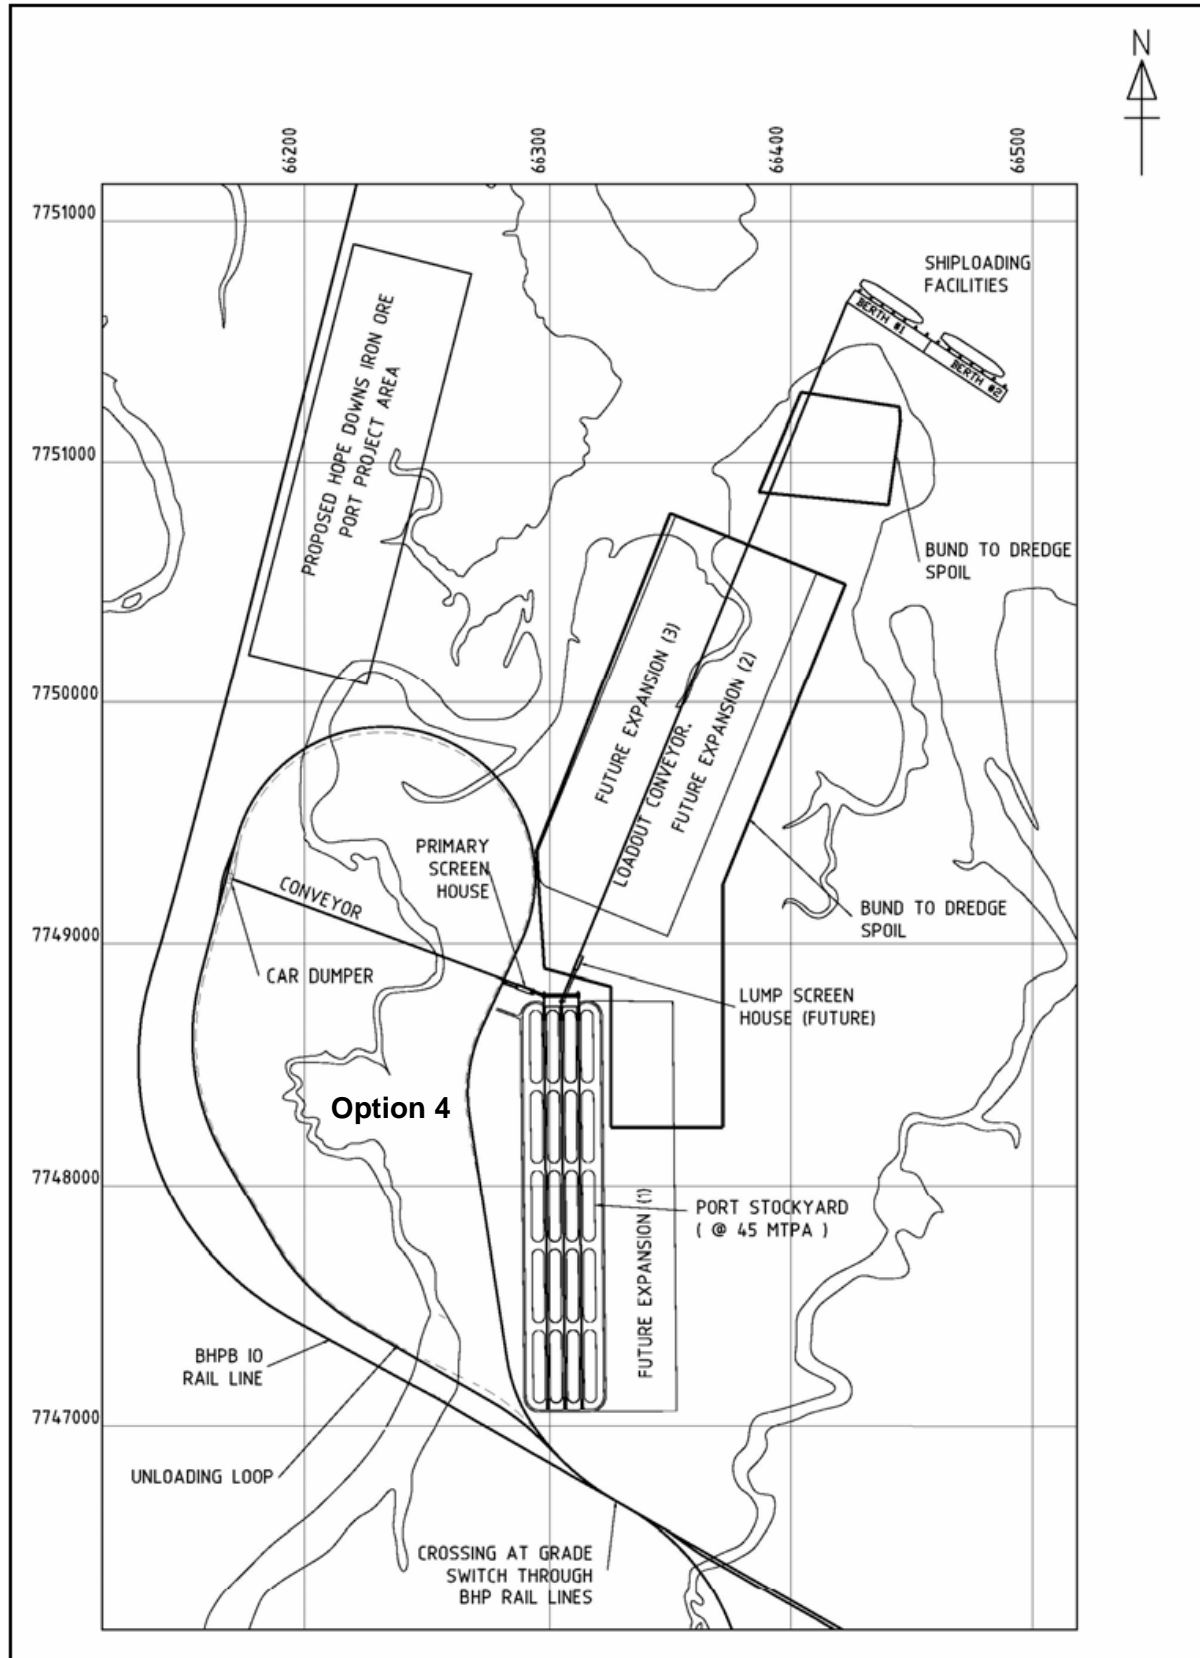 N
66200
66300
66400
66500
7751000
SHIPLOADING
FACILITIES
BERTH #1
BERTH #2
PROPOSED HOPE DOWNS IRON ORE
PORT PROJECT AREA
7751000
BUND TO DREDGE
SPOIL
FUTURE EXPANSION (3)
LOADOUT CONVEYOR.
FUTURE EXPANSION (2)
7750000
PRIMARY
SCREEN
HOUSE
CONVEYOR
BUND TO DREDGE
SPOIL
7749000
CAR DUMPER
LUMP SCREEN
HOUSE (FUTURE)
Option 4
7748000
PORT STOCKYARD
( @ 45 MTPA )
FUTURE EXPANSION (1)
BHPB IO
RAIL LINE
7747000
UNLOADING LOOP
CROSSING AT GRADE
SWITCH THROUGH
BHP RAIL LINES